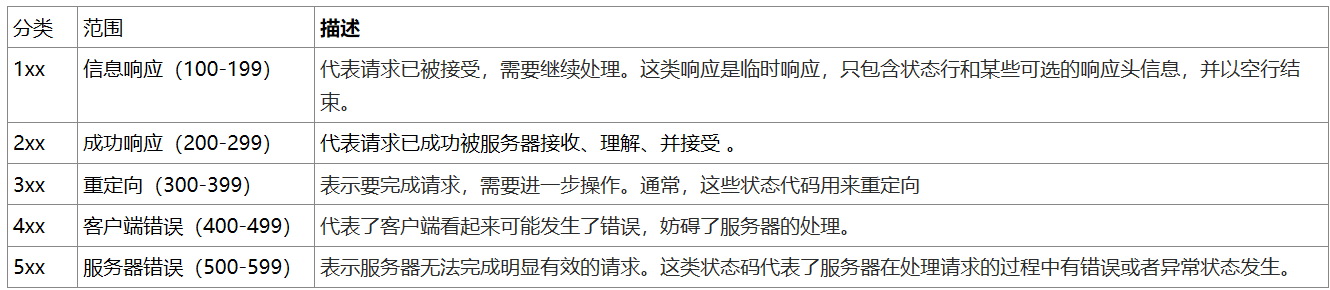 分类 范围 描述
1xx 信息响应（100-199） 代表请求已被接受，需要继续处理。这类响应是临时响应，只包含状态行和某些可选的响应头信息，并以空行结
束。
2xx 成功响应（200-299） 代表请求已成功被服务器接收、理解、并接受 。
3xx 重定向（300-399） 表示要完成请求，需要进一步操作。通常，这些状态代码用来重定向
4xx 客户端错误（400-499） 代表了客户端看起来可能发生了错误，妨碍了服务器的处理。
5xx 服务器错误（500-599） 表示服务器无法完成明显有效的请求。这类状态码代表了服务器在处理请求的过程中有错误或者异常状态发生。